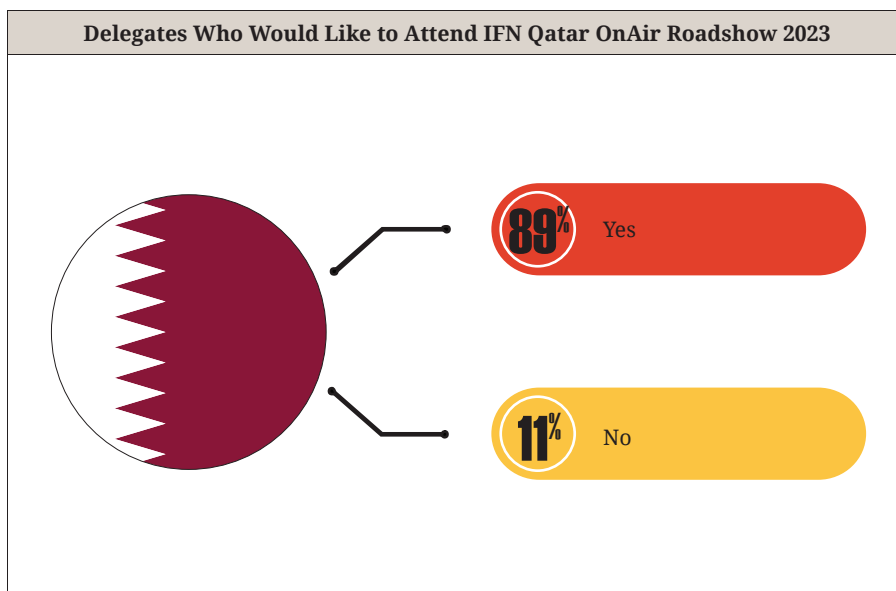 Delegates Who Would Like to Attend IFN Qatar OnAir Roadshow 2023
89% Yes
11% No